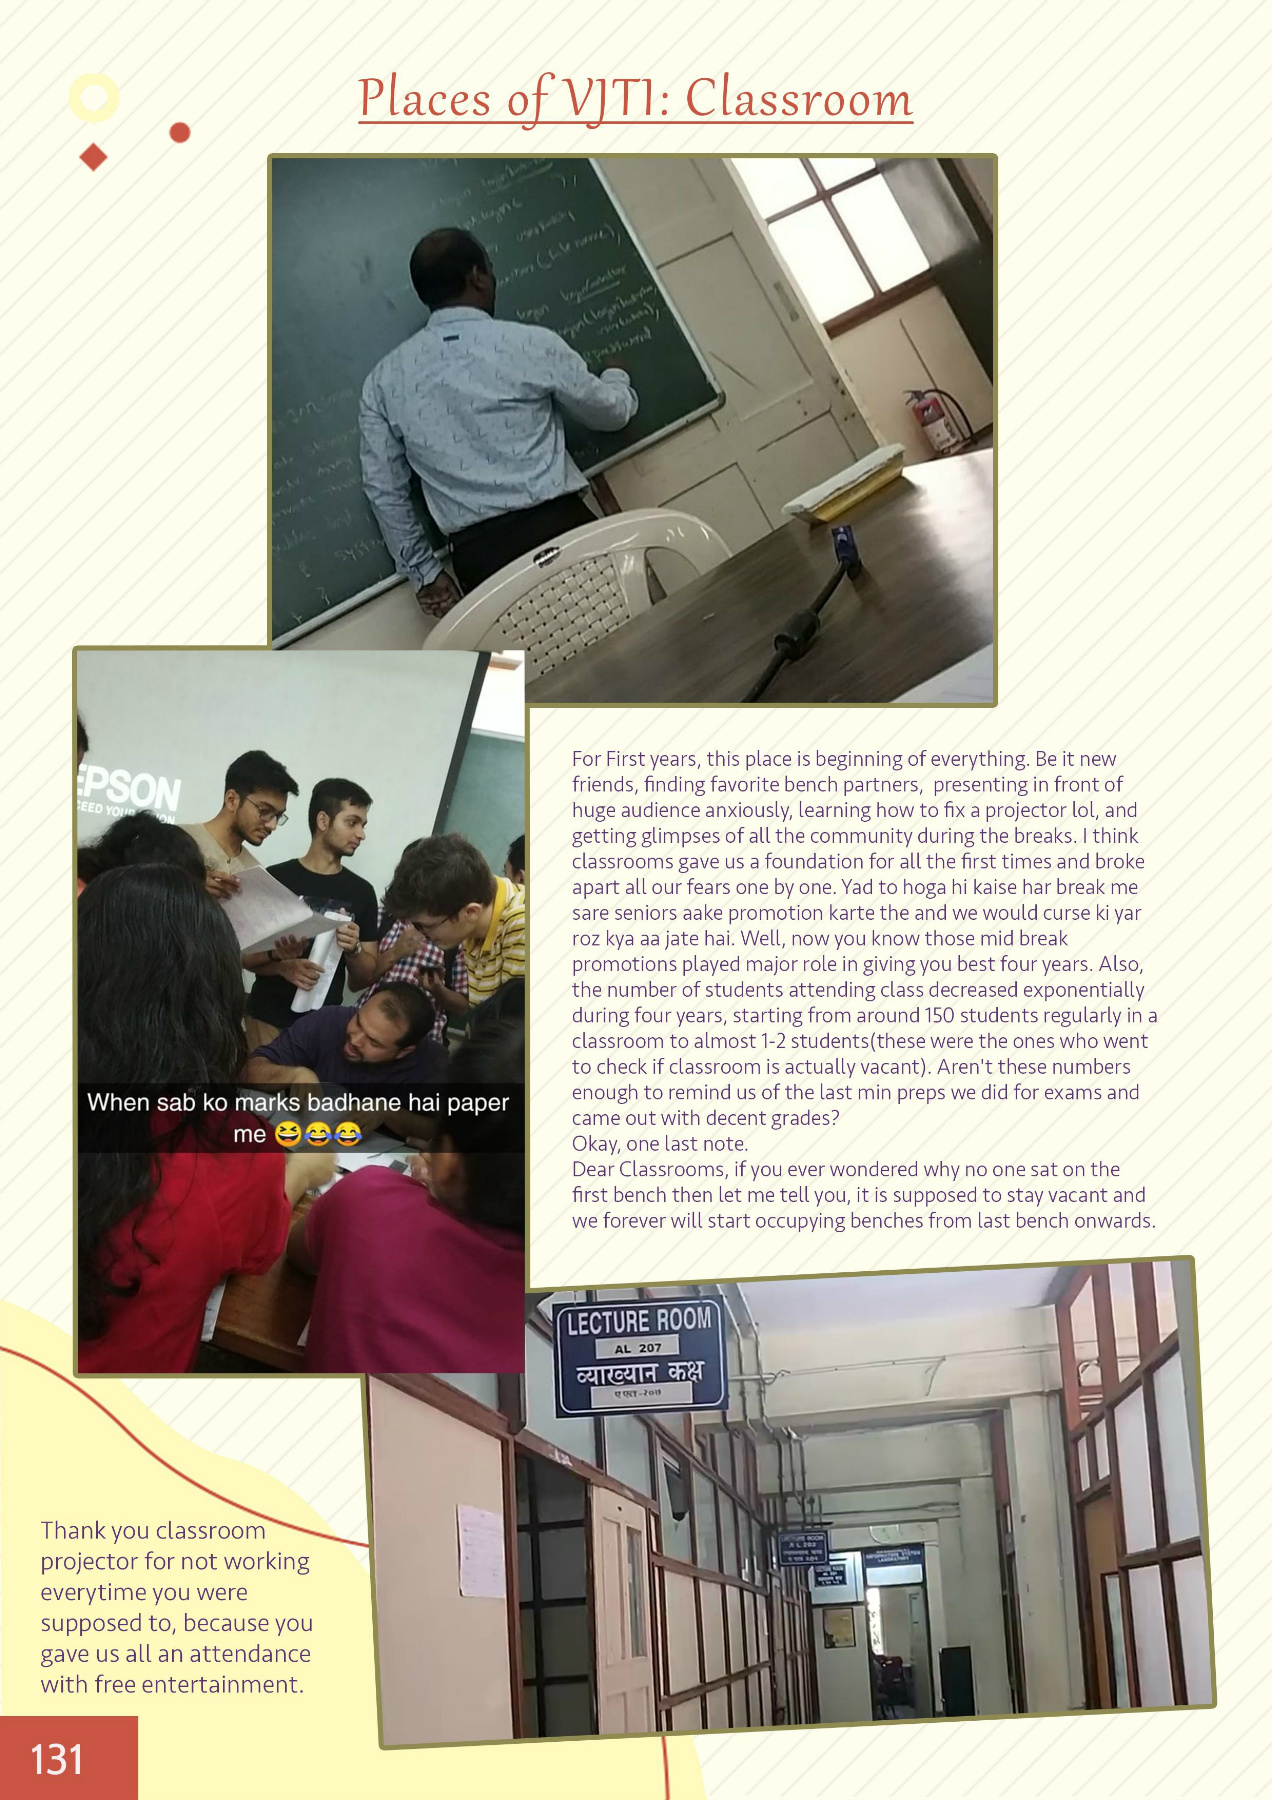 Places of VJTI: Classroom
EPSON
When sab ko marks badhane hai paper
me 😆😂😂
For First years, this place is beginning of everything. Be it new
friends, finding favorite bench partners,  presenting in front of
huge audience anxiously, learning how to fix a projector lol, and
getting glimpses of all the community during the breaks. I think
classrooms gave us a foundation for all the first times and broke
apart all our fears one by one. Yad to hoga hi kaise har break me
sare seniors aake promotion karte the and we would curse ki yar
roz kya aa jate hai. Well, now you know those mid break
promotions played major role in giving you best four years. Also,
the number of students attending class decreased exponentially
during four years, starting from around 150 students regularly in a
classroom to almost 1-2 students(these were the ones who went
to check if classroom is actually vacant). Aren't these numbers
enough to remind us of the last min preps we did for exams and
came out with decent grades?
Okay, one last note.
Dear Classrooms, if you ever wondered why no one sat on the
first bench then let me tell you, it is supposed to stay vacant and
we forever will start occupying benches from last bench onwards.
LECTURE ROOM
AL 207
व्याख्यान कक्ष
ए एल-२०७
LECTURE ROOM
LECTURE ROOM
INFORMATION SYSTEM
LABORATORY
Thank you classroom
projector for not working
everytime you were
supposed to, because you
gave us all an attendance
with free entertainment.
131